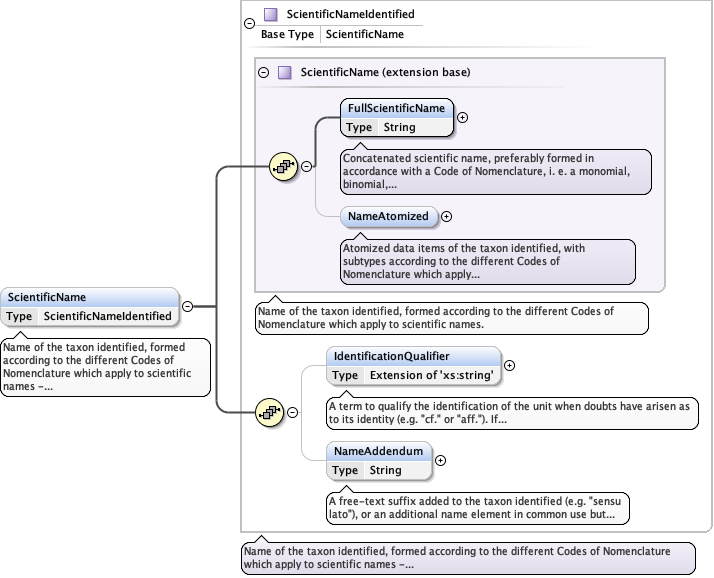 ScientificNameIdentified
Base Type ScientificName
ScientificName (extension base)
FullScientificName
Type String
Concatenated scientific name, preferably formed in
accordance with a Code of Nomenclature, i. e. a monomial,
binomial,...
NameAtomized
Atomized data items of the taxon identified, with
subtypes according to the different Codes of
Nomenclature which apply...
Name of the taxon identified, formed according to the different Codes of
Nomenclature which apply to scientific names.
ScientificName
Type ScientificNameIdentified
Name of the taxon identified, formed
according to the different Codes of
Nomenclature which apply to scientific
names -...
IdentificationQualifier
Type Extension of 'xs:string'
A term to qualify the identification of the unit when doubts have arisen as
to its identity (e.g. "cf." or "aff."). If...
NameAddendum
Type String
A free-text suffix added to the taxon identified (e.g. "sensu
lato"), or an additional name element in common use but...
Name of the taxon identified, formed according to the different Codes of Nomenclature
which apply to scientific names -...